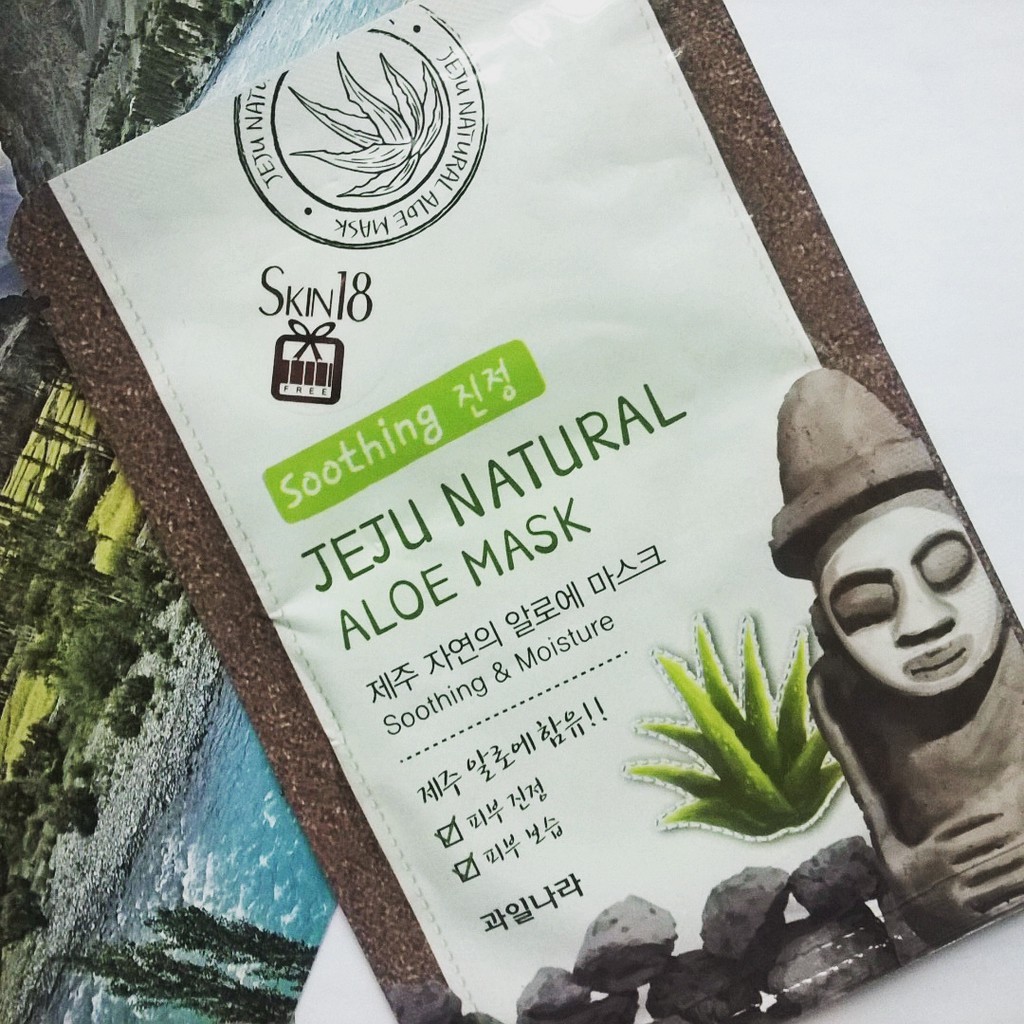 JEJU NATU
JEJU NATURAL ALOE MASK
SKIN18
FREE
Soothing 진정
JEJU NATURAL
ALOE MASK
제주 자연의 알로에 마스크
Soothing & Moisture
제주 알로에 함유!!
피부 진정
피부 보습
과일나라